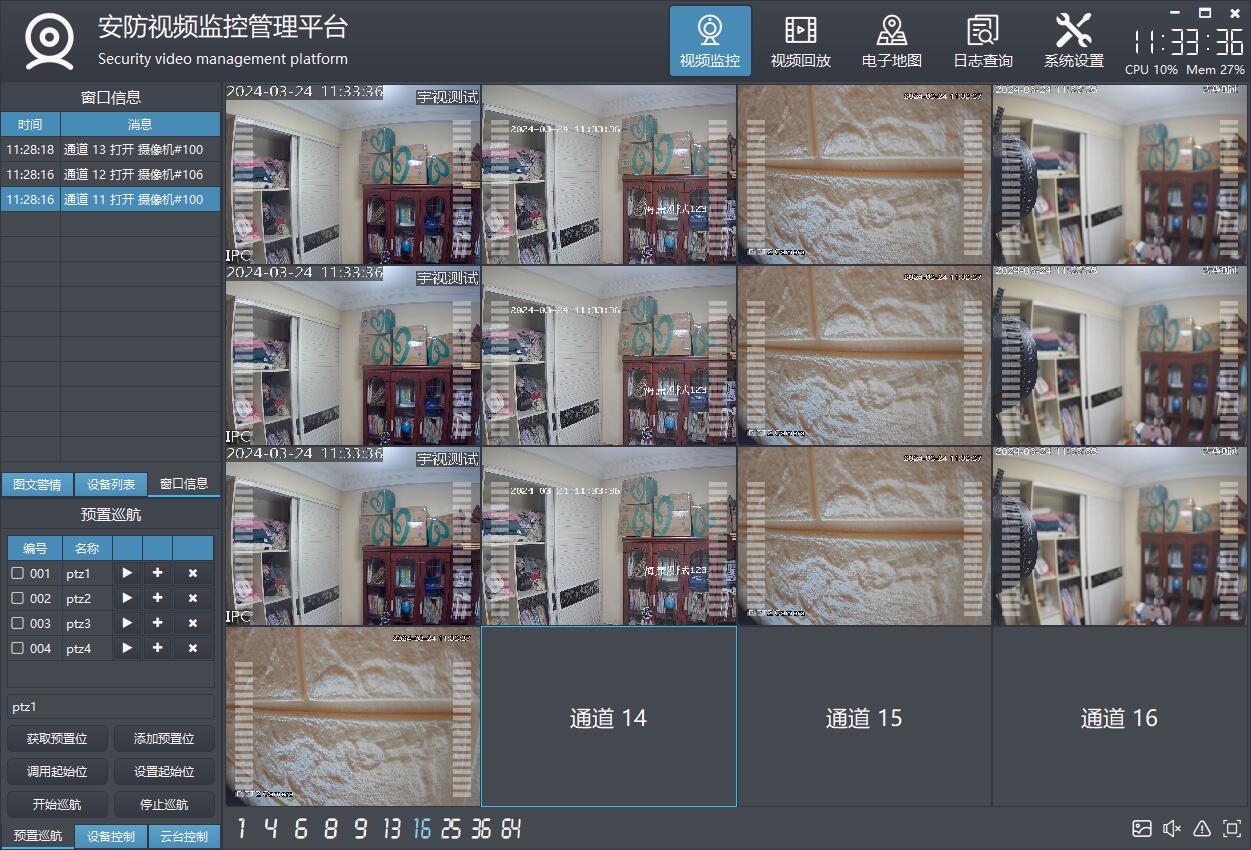 安防视频监控管理平台
Security video management platform
视频监控
视频回放
电子地图
日志查询
系统设置
11:33:36
CPU 10% Mem 27%
窗口信息
时间 消息
11:28:18 通道 13 打开 摄像机#100
11:28:16 通道 12 打开 摄像机#106
11:28:16 通道 11 打开 摄像机#100
图文警情 设备列表 窗口信息
预置巡航
编号 名称
001 ptz1
002 ptz2
003 ptz3
004 ptz4
ptz1
获取预置位 添加预置位
调用起始位 设置起始位
开始巡航 停止巡航
预置巡航 设备控制 云台控制
2024-03-24 11:33:36
宇视测试
IPC
2024-03-24 11:33:36
2024-03-24 11:33:36
宇视测试
IPC
2024-03-24 11:33:36
2024-03-24 11:33:36
宇视测试
IPC
2024-03-24 11:33:36
通道 14
通道 15
通道 16
1 4 6 8 9 13 16 25 36 64